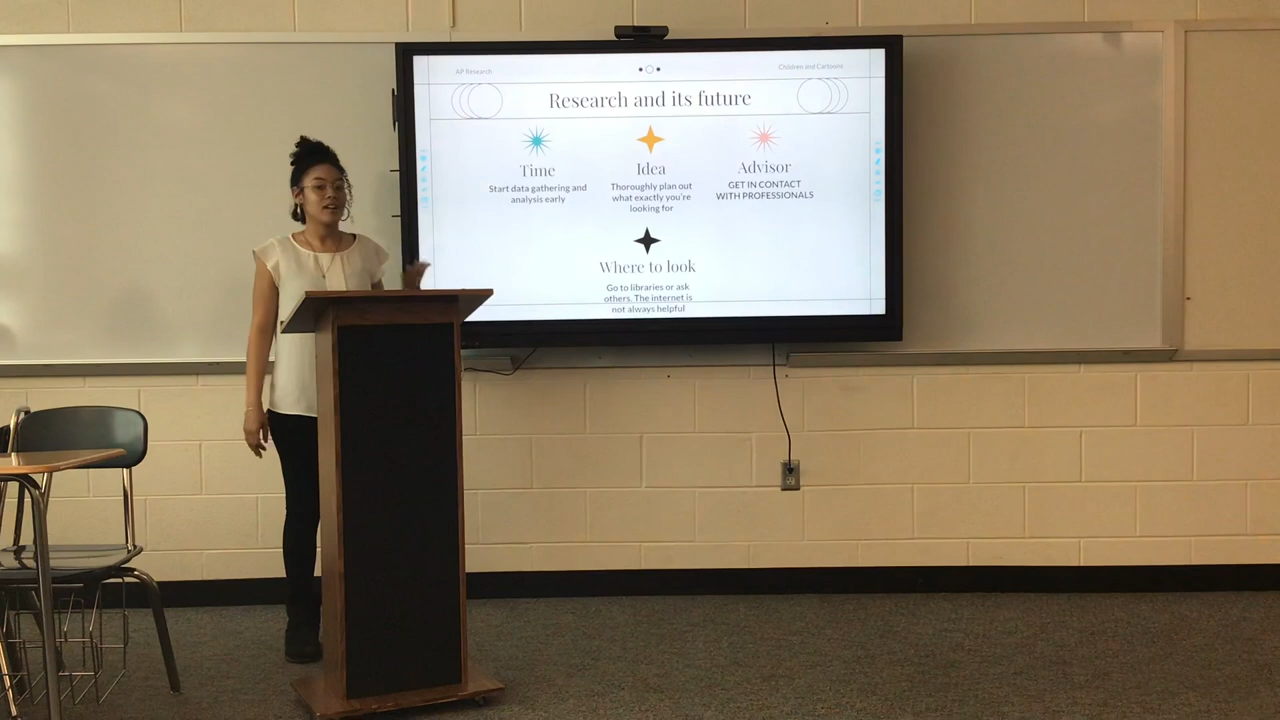 AP Research
Children and Cartoons
Research and its future
Time
Start data gathering and
analysis early
Idea
Thoroughly plan out
what exactly you're
looking for
Advisor
GET IN CONTACT
WITH PROFESSIONALS
Where to look
Go to libraries or ask
others. The internet is
not always helpful